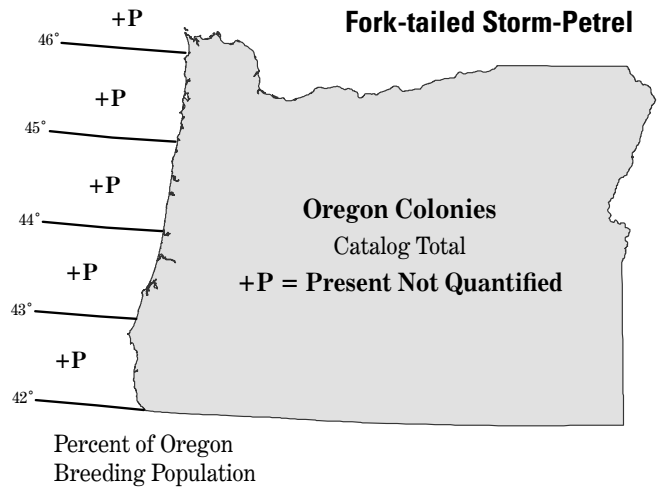 Fork-tailed Storm-Petrel
+P
46°
+P
45°
+P
44°
+P
43°
+P
42°
Oregon Colonies
Catalog Total
+P = Present Not Quantified
Percent of Oregon
Breeding Population